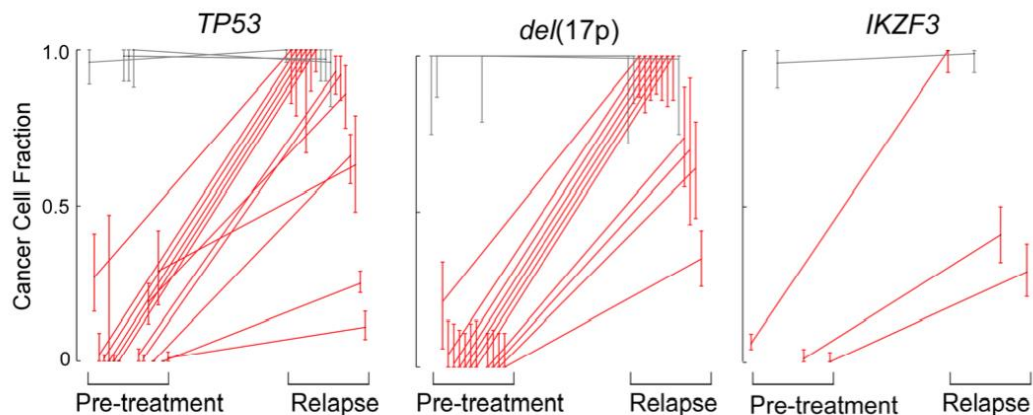 TP53 del(17p) IKZF3
Cancer Cell Fraction
1.0
0.5
0
Pre-treatment Relapse Pre-treatment Relapse Pre-treatment Relapse